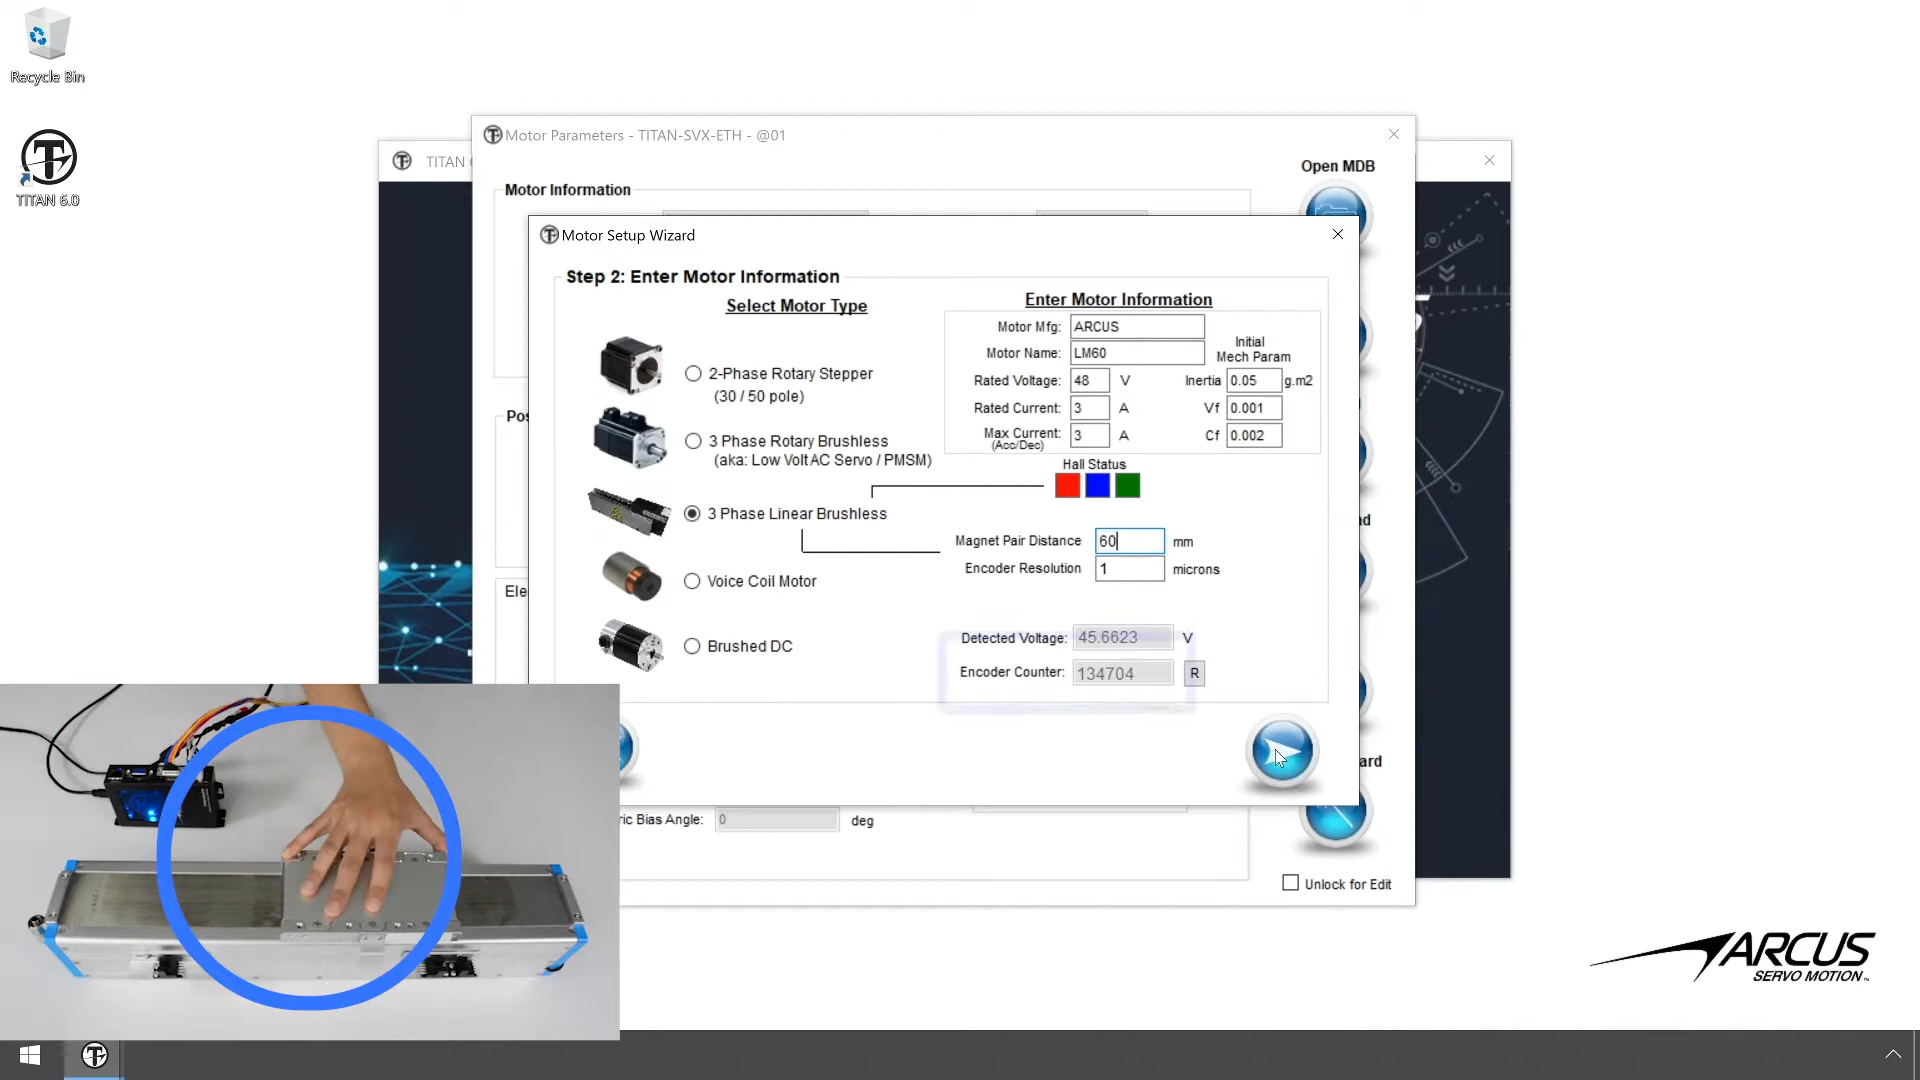 Recycle Bin
TITAN 6.0
TITAN 6
Motor Parameters - TITAN-SVX-ETH - @01
Open MDB
Motor Information
Motor Setup Wizard
Step 2: Enter Motor Information
Select Motor Type
2-Phase Rotary Stepper
(30 / 50 pole)
3 Phase Rotary Brushless
(aka: Low Volt AC Servo / PMSM)
3 Phase Linear Brushless
Voice Coil Motor
Brushed DC
Enter Motor Information
Motor Mfg: ARCUS
Motor Name: LM60
Initial
Mech Param
Rated Voltage: 48 V
Inertia 0.05 g.m2
Rated Current: 3 A
Vf 0.001
Max Current: 3 A
(Acc/Dec)
Cf 0.002
Hall Status
Magnet Pair Distance 60 mm
Encoder Resolution 1 microns
Detected Voltage: 45.6623 V
Encoder Counter: 134704 R
Pos
Ele
nd
ard
ric Bias Angle: 0 deg
Unlock for Edit
ARCUS
SERVO MOTION™